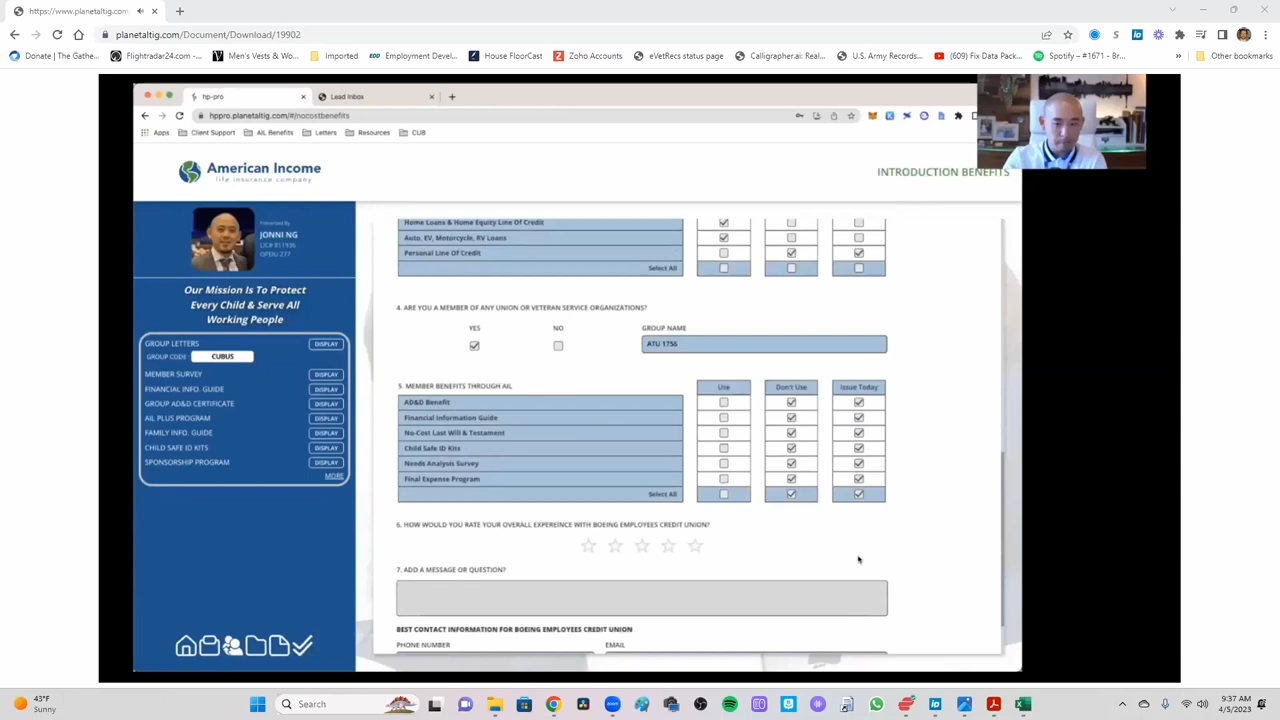 https://www.planetaltig.com
planetaltig.com/Document/Download/19902
Donate | The Gathe...
Flightradar24.com -...
Men's Vests & Wo...
Imported
EDD
Employment Devel...
House FlorCast
Zoho Accounts
eVetRecs status page
Calligrapher.ai: Real...
U.S. Army Records...
(609) Fix Data Pack...
Spotify – #1671 - Br...
»
Other bookmarks
hp-pro
Lead Inbox
hppro.planetaltig.com/#/nocostbenefits
Apps
Client Support
AIL Benefits
Letters
Resources
CUB
American Income
life insurance company
INTRODUCTION BENEFITS
Presented By
JONNI NG
LIC# 811936
OPDU 277
Our Mission Is To Protect
Every Child & Serve All
Working People
GROUP LETTERS DISPLAY
GROUP CODE: CUBUS
MEMBER SURVEY DISPLAY
FINANCIAL INFO. GUIDE DISPLAY
GROUP AD&D CERTIFICATE DISPLAY
AIL PLUS PROGRAM DISPLAY
FAMILY INFO. GUIDE DISPLAY
CHILD SAFE ID KITS DISPLAY
SPONSORSHIP PROGRAM DISPLAY
MORE
Home Loans & Home Equity Line Of Credit
Auto, EV, Motorcycle, RV Loans
Personal Line Of Credit
Select All
4. ARE YOU A MEMBER OF ANY UNION OR VETERAN SERVICE ORGANIZATIONS?
YES NO GROUP NAME
ATU 1756
5. MEMBER BENEFITS THROUGH AIL Use Don't Use Issue Today
AD&D Benefit
Financial Information Guide
No-Cost Last Will & Testament
Child Safe ID Kits
Needs Analysis Survey
Final Expense Program
Select All
6. HOW WOULD YOU RATE YOUR OVERALL EXPEREINCE WITH BOEING EMPLOYEES CREDIT UNION?
7. ADD A MESSAGE OR QUESTION?
BEST CONTACT INFORMATION FOR BOEING EMPLOYEES CREDIT UNION
PHONE NUMBER EMAIL
43°F
Sunny
Search
9:37 AM
4/5/2023